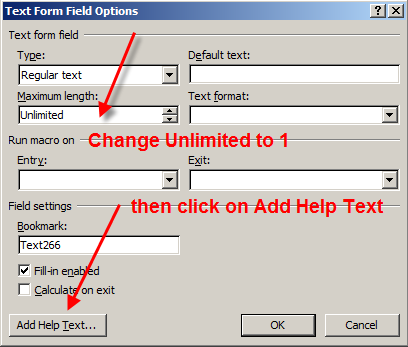 Text Form Field Options
Text form field
Type:
Default text:
Regular text
Maximum length:
Text format:
Unlimited
Change Unlimited to 1
Run macro on
Entry:
Exit:
then click on Add Help Text
Field settings
Bookmark:
Text266
Fill-in enabled
Calculate on exit
Add Help Text...
OK
Cancel